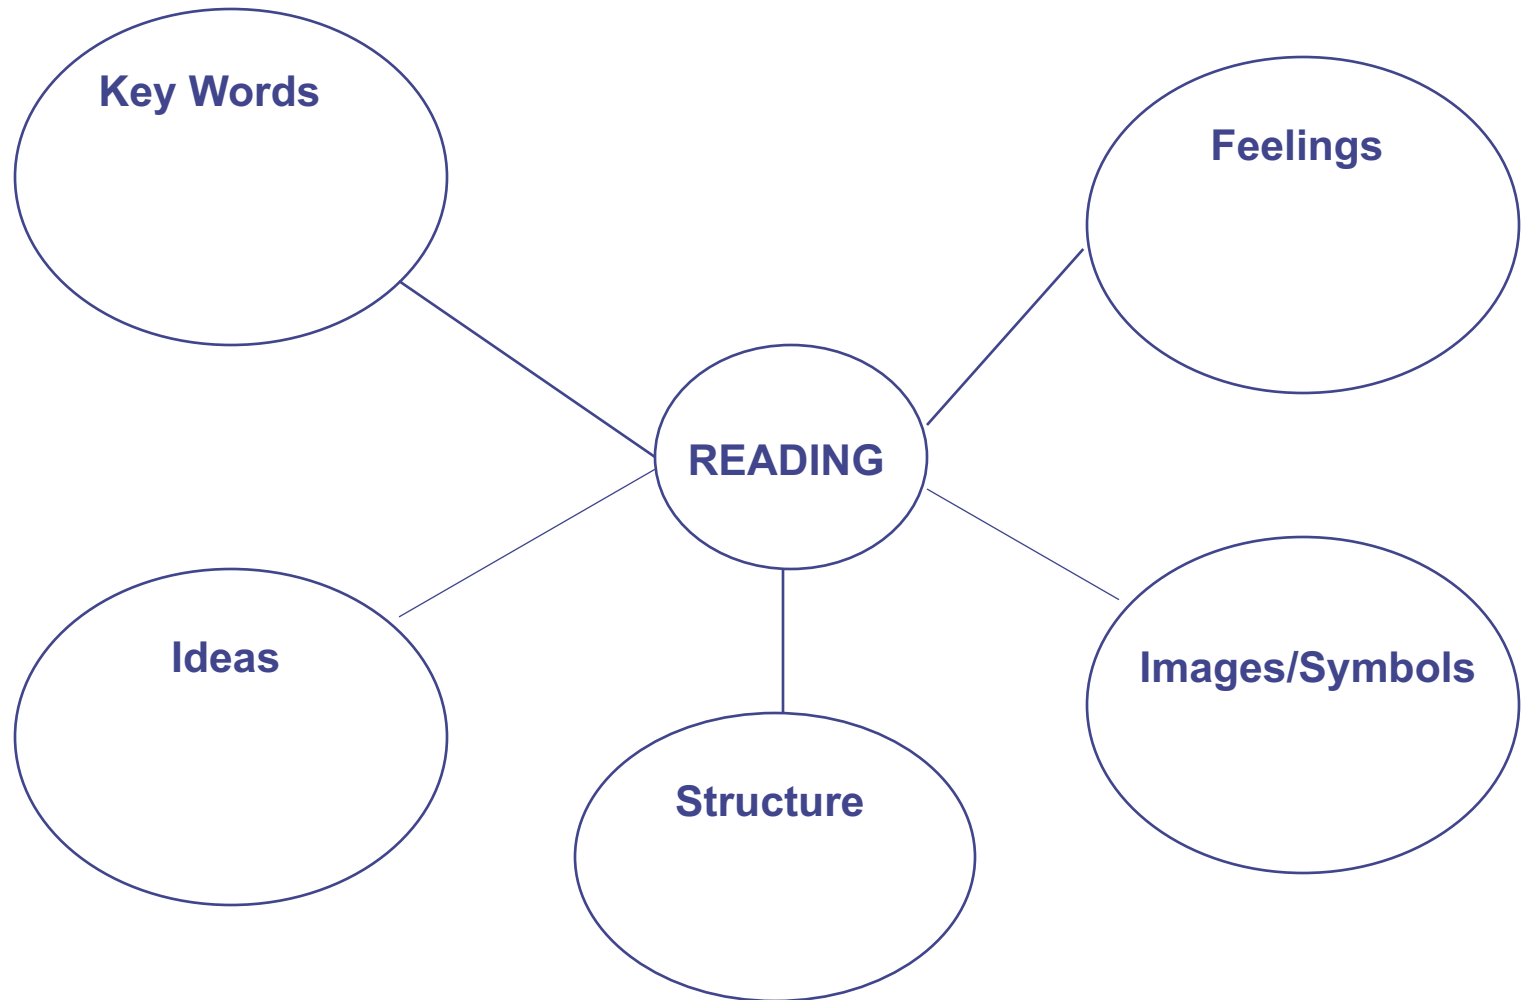 Key Words
Feelings
READING
Ideas
Images/Symbols
Structure